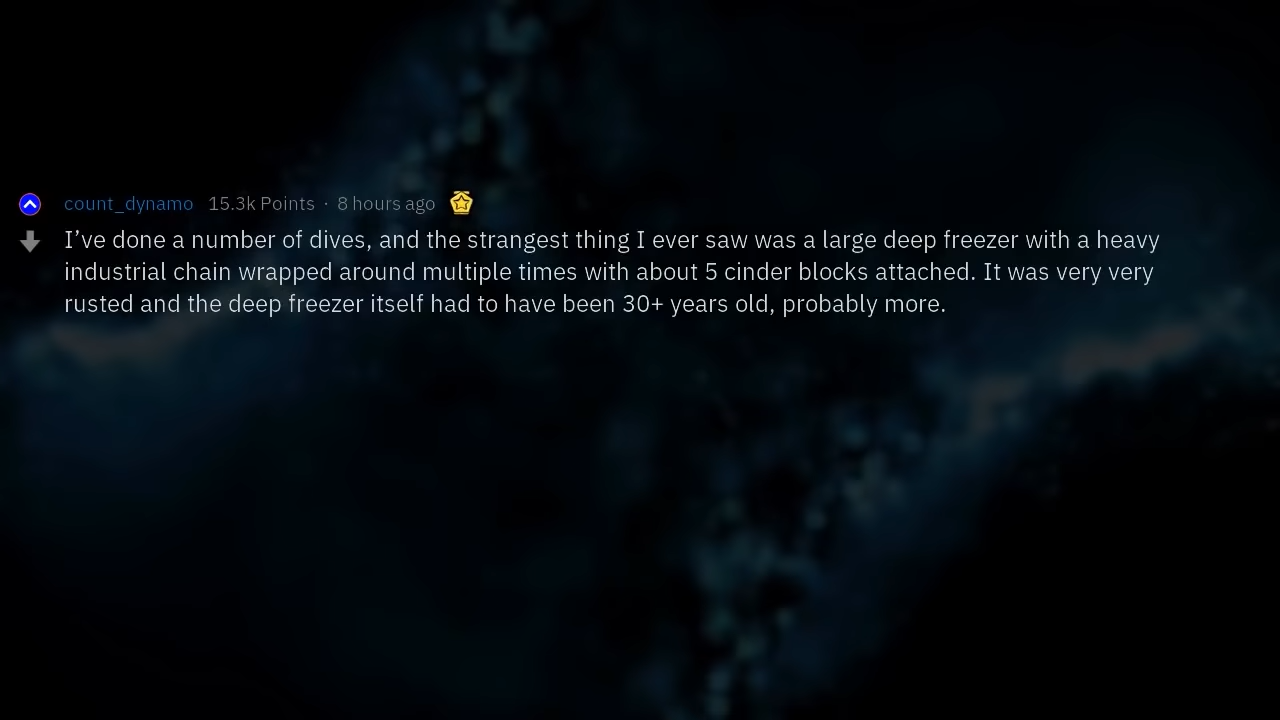 count_dynamo 15.3k Points · 8 hours ago
I’ve done a number of dives, and the strangest thing I ever saw was a large deep freezer with a heavy
industrial chain wrapped around multiple times with about 5 cinder blocks attached. It was very very
rusted and the deep freezer itself had to have been 30+ years old, probably more.